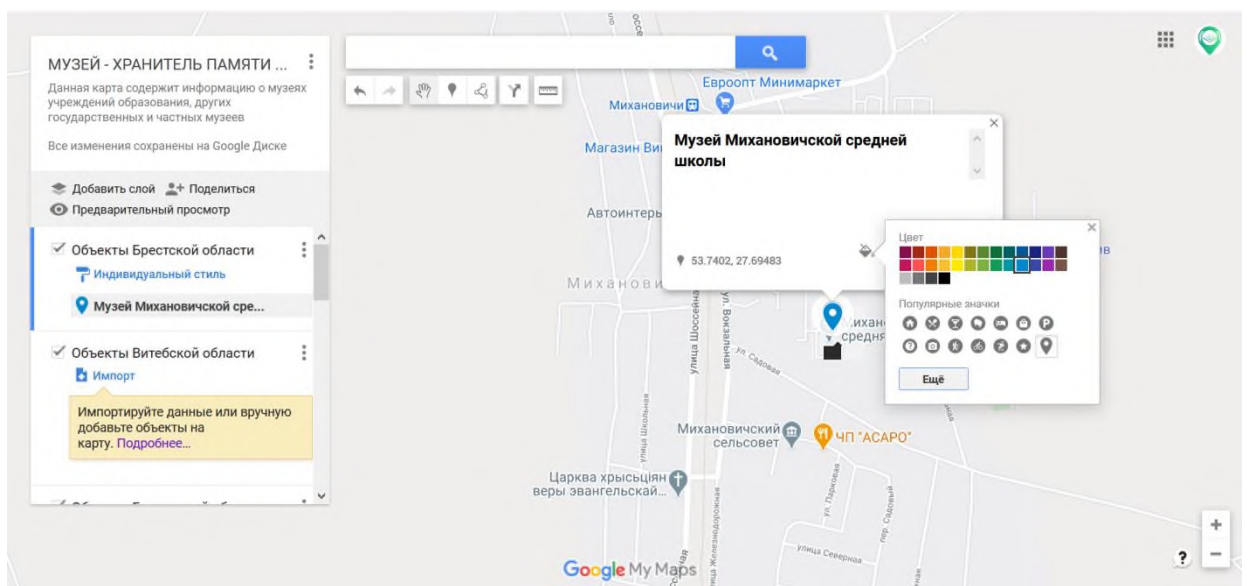 МУЗЕЙ - ХРАНИТЕЛЬ ПАМЯТИ ...
Данная карта содержит информацию о музеях
учреждений образования, других
государственных и частных музеев
Все изменения сохранены на Google Диске
Добавить слой
Поделиться
Предварительный просмотр
Объекты Брестской области
Индивидуальный стиль
Музей Михановичской сре...
Объекты Витебской области
Импорт
Импортируйте данные или вручную
добавьте объекты на
карту. Подробнее...
Евроопт Минимаркет
Михановичи
Магазин Ви
Автоинтерь
Музей Михановичской средней
школы
53.7402, 27.69483
Цвет
Популярные значки
Ещё
Миханови
улица Шоссейна
ул. Вокзальная
ул. Садовая
улица Школьная
Михановичский
сельсовет
ЧП "АСАРО"
Царква хрысьціян
веры эвангельскай...
улица Железнодорожная
ул. Парковая
пер. Садовый
улица Северная
Google My Maps